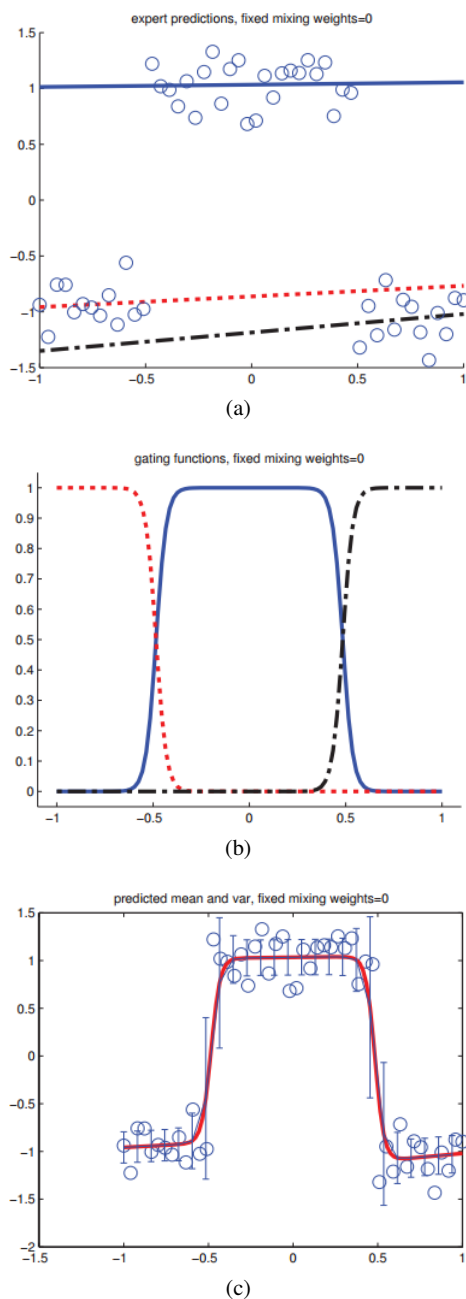 expert predictions, fixed mixing weights=0
1.5
1
0.5
0
−0.5
−1
−1.5
−1 −0.5 0 0.5 1
(a)
gating functions, fixed mixing weights=0
1
0.9
0.8
0.7
0.6
0.5
0.4
0.3
0.2
0.1
0
−1 −0.5 0 0.5 1
(b)
predicted mean and var, fixed mixing weights=0
1.5
1
0.5
0
−0.5
−1
−1.5
−2
−1.5 −1 −0.5 0 0.5 1
(c)